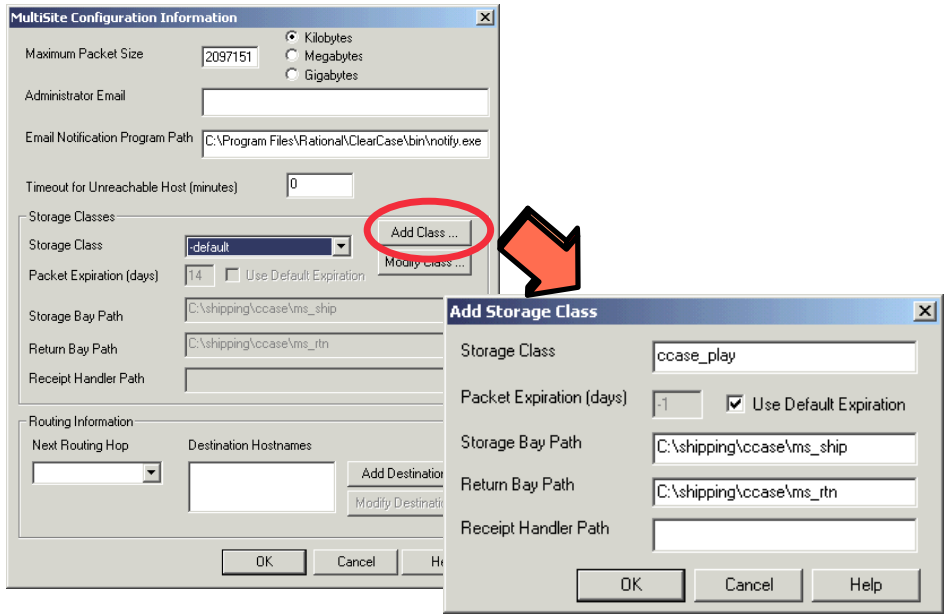 MultiSite Configuration Information
Maximum Packet Size
2097151
Kilobytes
Megabytes
Gigabytes
Administrator Email
Email Notification Program Path
C:\Program Files\Rational\ClearCase\bin\notify.exe
Timeout for Unreachable Host (minutes)
0
Storage Classes
Storage Class
-default
Add Class ...
Modify Class ...
Packet Expiration (days)
14
Use Default Expiration
Storage Bay Path
C:\shipping\ccase\ms_ship
Return Bay Path
C:\shipping\ccase\ms_rtn
Receipt Handler Path
Routing Information
Next Routing Hop
Destination Hostnames
Add Destination
Modify Destinati
OK
Cancel
He
Add Storage Class
Storage Class
ccase_play
Packet Expiration (days)
-1
Use Default Expiration
Storage Bay Path
C:\shipping\ccase\ms_ship
Return Bay Path
C:\shipping\ccase\ms_rtn
Receipt Handler Path
OK
Cancel
Help